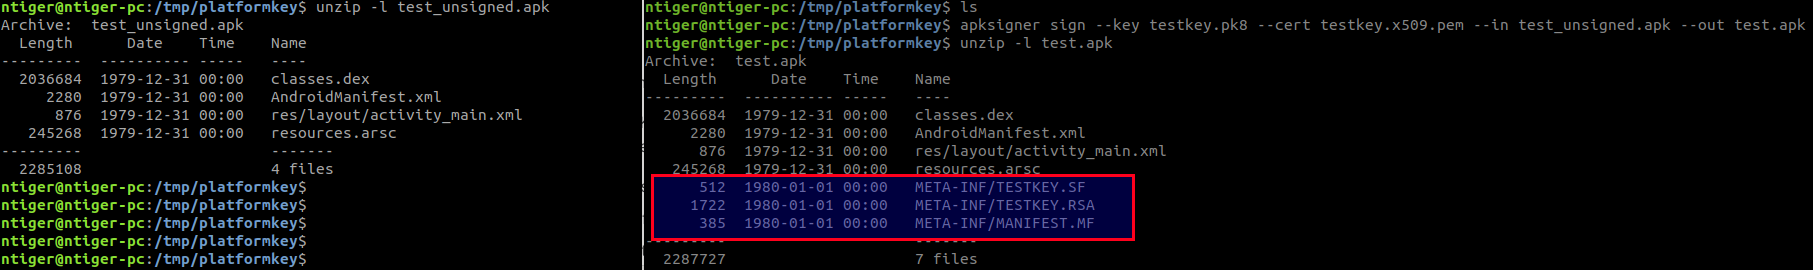 ntiger@ntiger-pc:/tmp/platformkey$ unzip -l test_unsigned.apk
Archive:  test_unsigned.apk
  Length      Date    Time    Name
---------  ---------- -----   ----
  2036684  1979-12-31 00:00   classes.dex
     2280  1979-12-31 00:00   AndroidManifest.xml
      876  1979-12-31 00:00   res/layout/activity_main.xml
   245268  1979-12-31 00:00   resources.arsc
---------                     -------
  2285108                     4 files
ntiger@ntiger-pc:/tmp/platformkey$
ntiger@ntiger-pc:/tmp/platformkey$
ntiger@ntiger-pc:/tmp/platformkey$
ntiger@ntiger-pc:/tmp/platformkey$
ntiger@ntiger-pc:/tmp/platformkey$
ntiger@ntiger-pc:/tmp/platformkey$ ls
ntiger@ntiger-pc:/tmp/platformkey$ apksigner sign --key testkey.pk8 --cert testkey.x509.pem --in test_unsigned.apk --out test.apk
ntiger@ntiger-pc:/tmp/platformkey$ unzip -l test.apk
Archive:  test.apk
  Length      Date    Time    Name
---------  ---------- -----   ----
  2036684  1979-12-31 00:00   classes.dex
     2280  1979-12-31 00:00   AndroidManifest.xml
      876  1979-12-31 00:00   res/layout/activity_main.xml
   245268  1979-12-31 00:00   resources.arsc
      512  1980-01-01 00:00   META-INF/TESTKEY.SF
     1722  1980-01-01 00:00   META-INF/TESTKEY.RSA
      385  1980-01-01 00:00   META-INF/MANIFEST.MF
---------                     -------
  2287727                     7 files